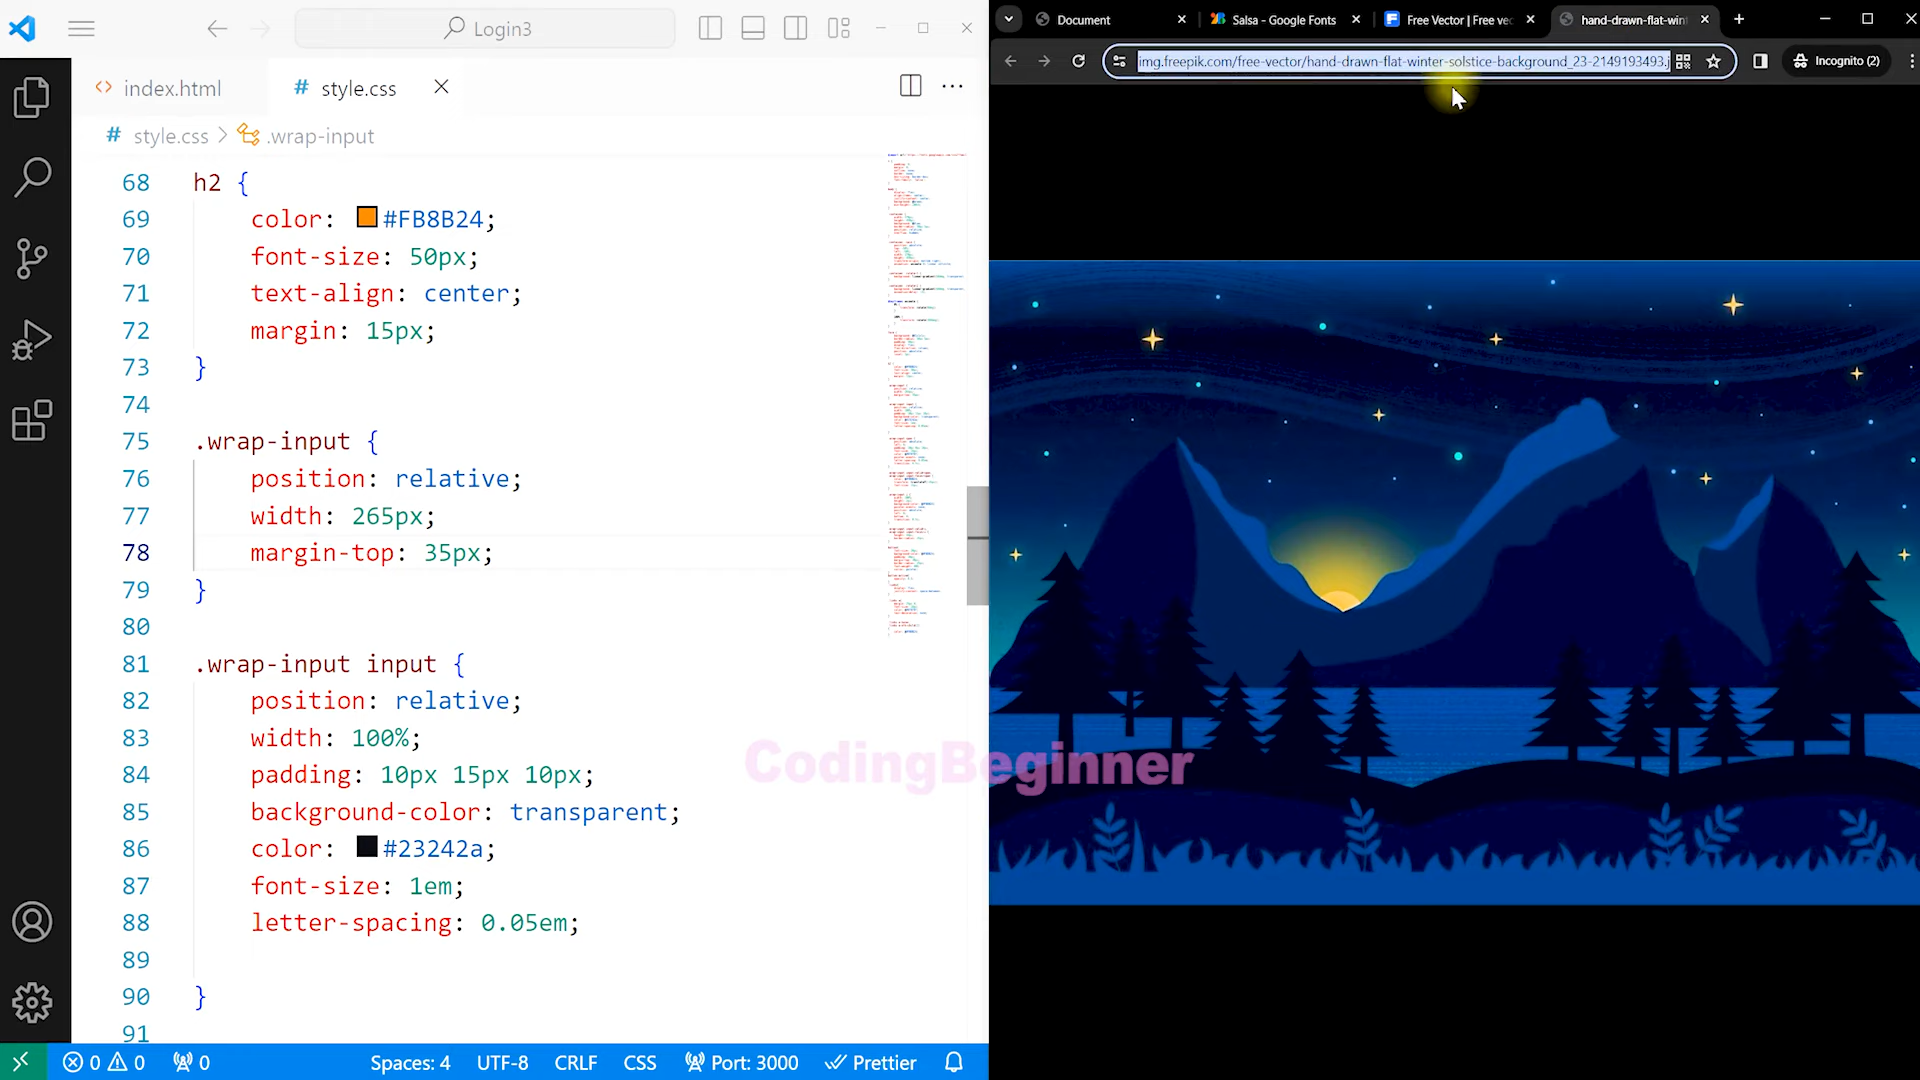 Login3
index.html
# style.css
# style.css > .wrap-input
68 h2 {
69 color: #FB8B24;
70 font-size: 50px;
71 text-align: center;
72 margin: 15px;
73 }
74
75 .wrap-input {
76 position: relative;
77 width: 265px;
78 margin-top: 35px;
79 }
80
81 .wrap-input input {
82 position: relative;
83 width: 100%;
84 padding: 10px 15px 10px;
85 background-color: transparent;
86 color: #23242a;
87 font-size: 1em;
88 letter-spacing: 0.05em;
89
90 }
91
0 0 0 Spaces: 4 UTF-8 CRLF CSS Port: 3000 Prettier
Document
Salsa - Google Fonts
Free Vector | Free vec
hand-drawn-flat-wint
img.freepik.com/free-vector/hand-drawn-flat-winter-solstice-background_23-2149193493.j
Incognito (2)
CodingBeginner